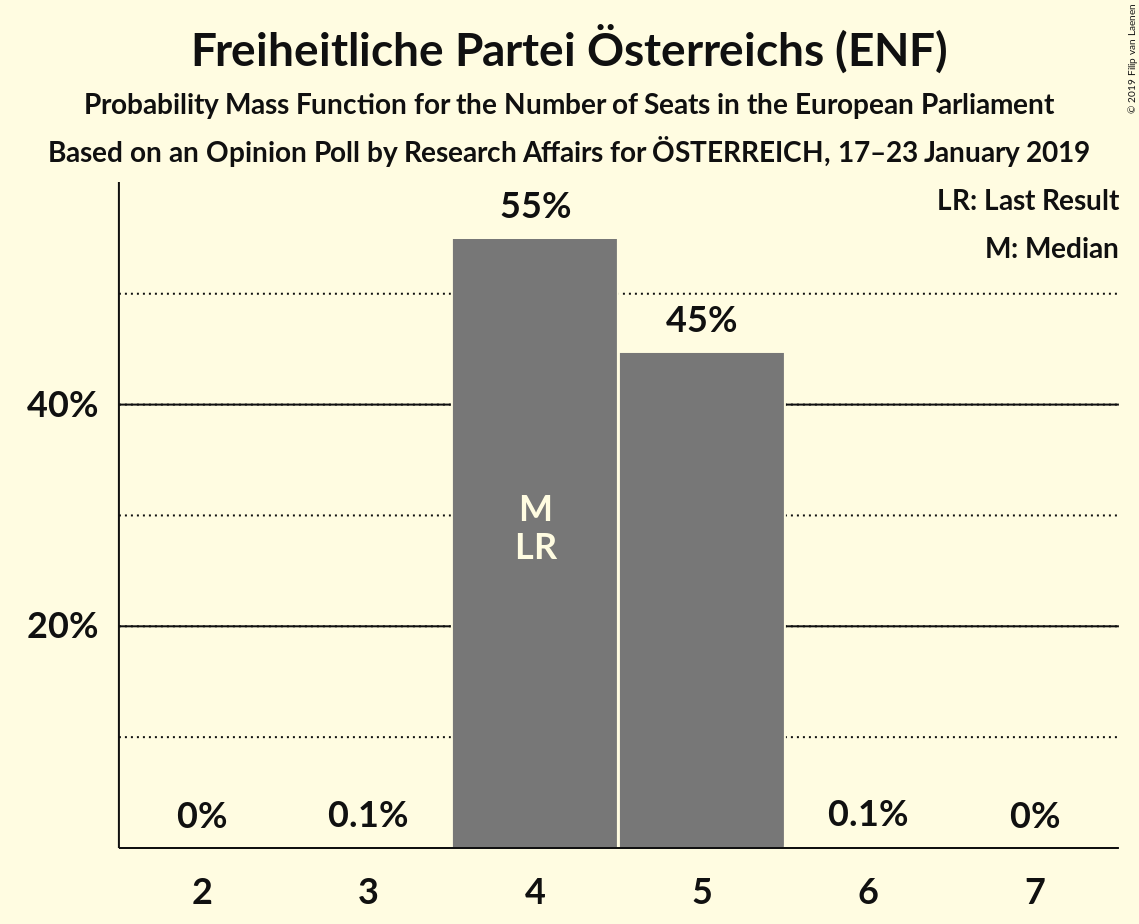 Freiheitliche Partei Österreichs (ENF)
Probability Mass Function for the Number of Seats in the European Parliament
Based on an Opinion Poll by Research Affairs for ÖSTERREICH, 17–23 January 2019
© 2019 Filip van Laenen
LR: Last Result
M: Median
55%
45%
40%
M
LR
20%
0%
0.1%
0.1%
0%
2
3
4
5
6
7